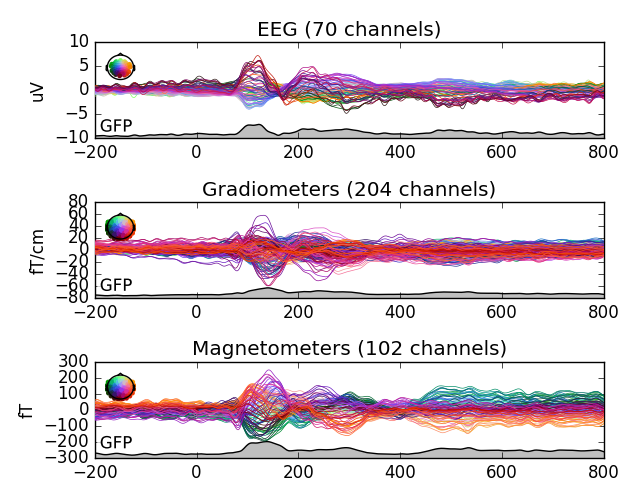 EEG (70 channels)
10
5
0
−5
−10
uV
GFP
−200 0 200 400 600 800
Gradiometers (204 channels)
80
60
40
20
0
−20
−40
−60
−80
fT/cm
GFP
−200 0 200 400 600 800
Magnetometers (102 channels)
300
200
100
0
−100
−200
−300
fT
GFP
−200 0 200 400 600 800